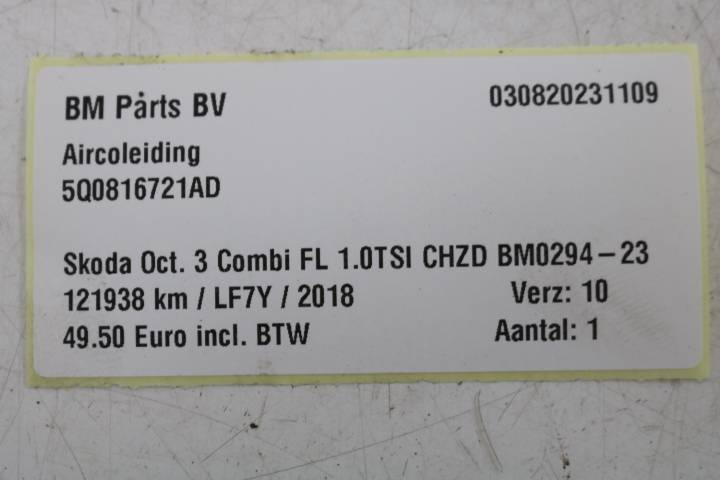 BM Pårts BV 030820231109
Aircoleiding
5Q0816721AD
Skoda Oct. 3 Combi FL 1.0TSI CHZD BM0294-23
121938 km / LF7Y / 2018 Verz: 10
49.50 Euro incl. BTW Aantal: 1